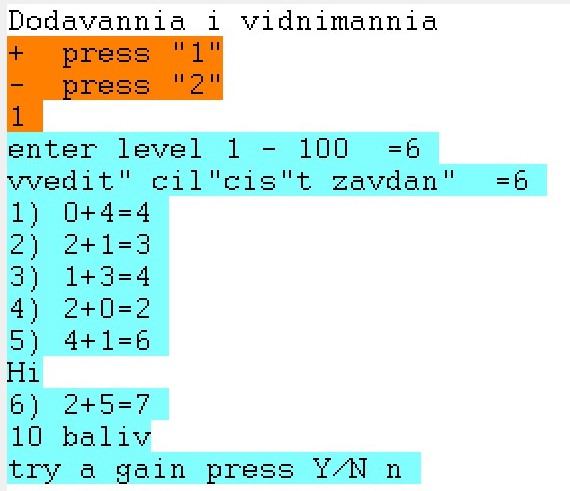 Dodavannia i vidnimannia
+  press "1"
-  press "2"
1
enter level 1 - 100  =6
vvedit" cil"cis"t zavdan"  =6
1) 0+4=4
2) 2+1=3
3) 1+3=4
4) 2+0=2
5) 4+1=6
Hi
6) 2+5=7
10 baliv
try a gain press Y/N n